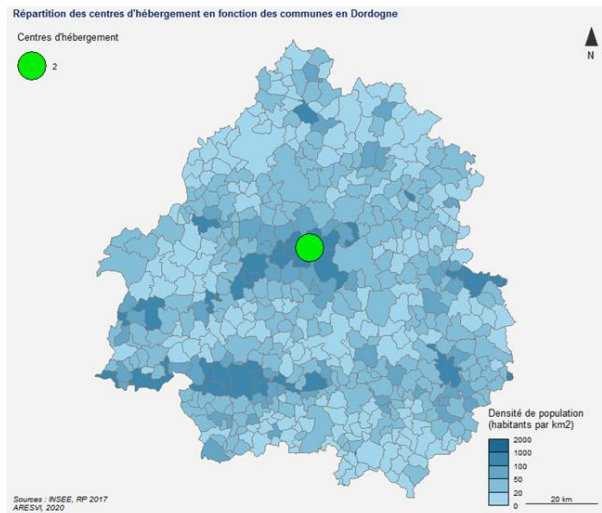 Répartition des centres d'hébergement en fonction des communes en Dordogne
Centres d'hébergement
2
N
Densité de population
(habitants par km2)
2000
1000
100
50
20
0
20 km
Sources : INSEE, RP 2017
ARESVI, 2020